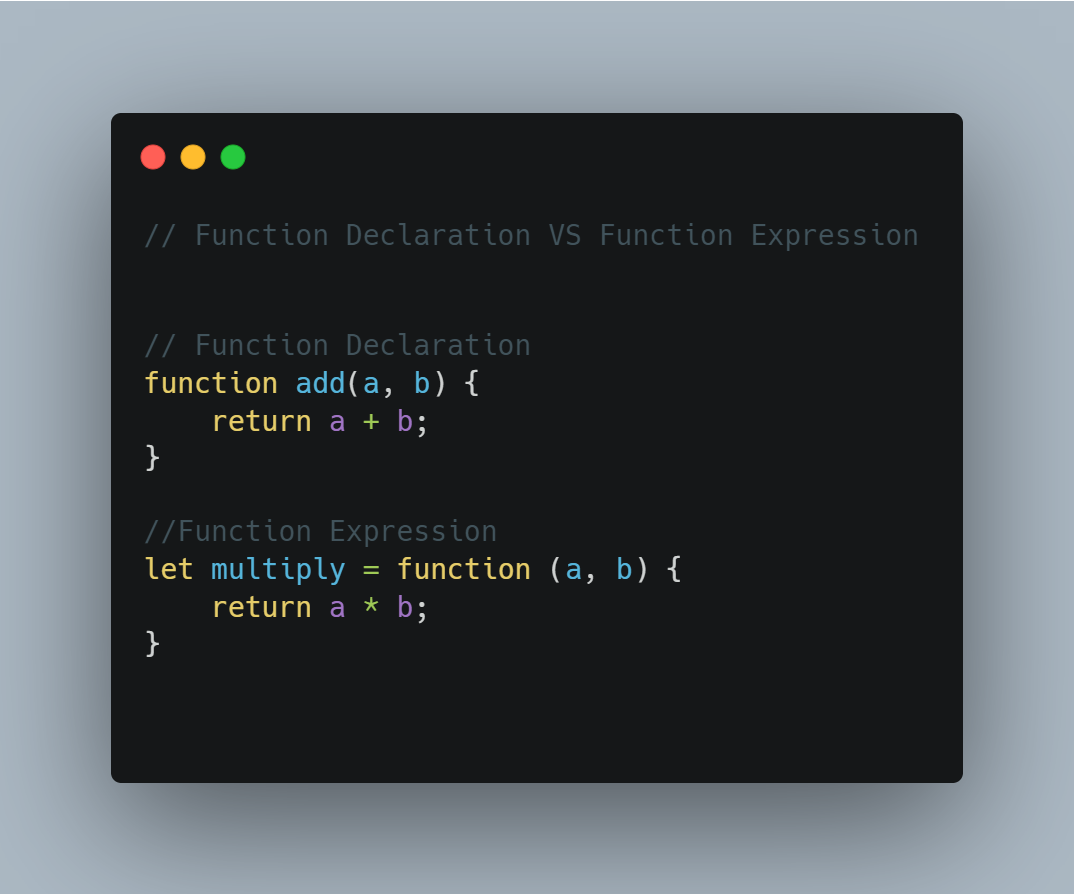 // Function Declaration VS Function Expression
// Function Declaration
function add(a, b) {
    return a + b;
}
//Function Expression
let multiply = function (a, b) {
    return a * b;
}